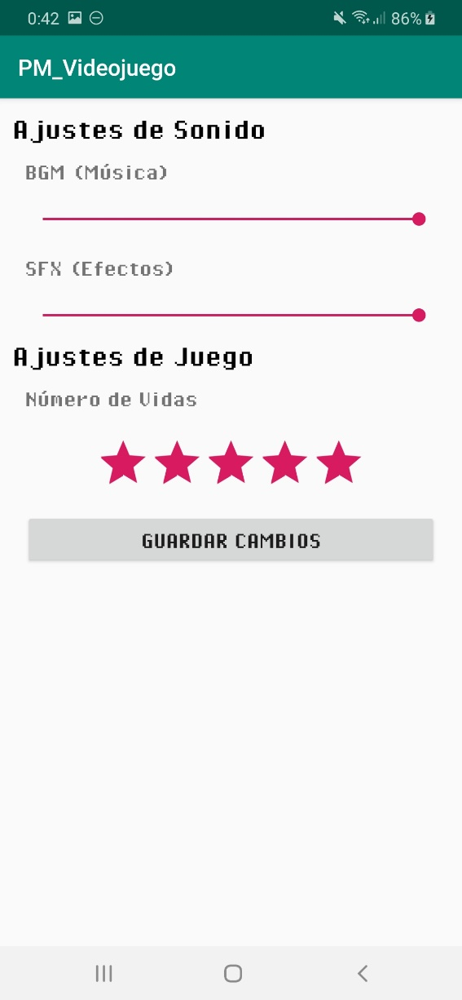 0:42 86%
PM_Videojuego
Ajustes de Sonido
BGM (Música)
SFX (Efectos)
Ajustes de Juego
Número de Vidas
GUARDAR CAMBIOS